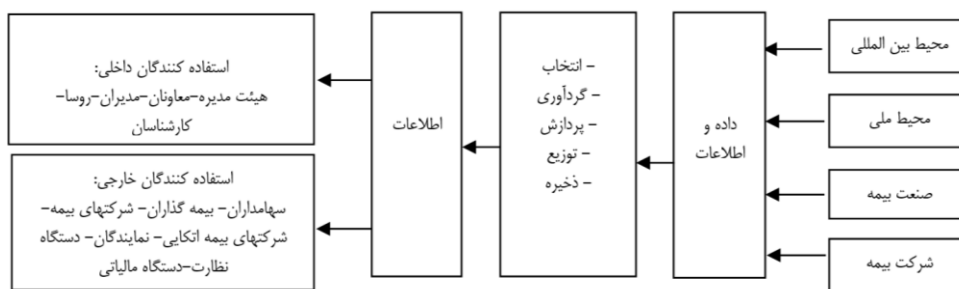 محیط بین المللی
محیط ملی
صنعت بیمه
شرکت بیمه
داده و
اطلاعات
- انتخاب
- گردآوری
- پردازش
- توزیع
- ذخیره
اطلاعات
استفاده کنندگان داخلی:
هیئت مدیره-معاونان-مدیران-روسا-
کارشناسان
استفاده کنندگان خارجی:
سهامداران- بیمه گذاران- شرکتهای بیمه-
شرکتهای بیمه اتکایی- نمایندگان- دستگاه
نظارت-دستگاه مالیاتی